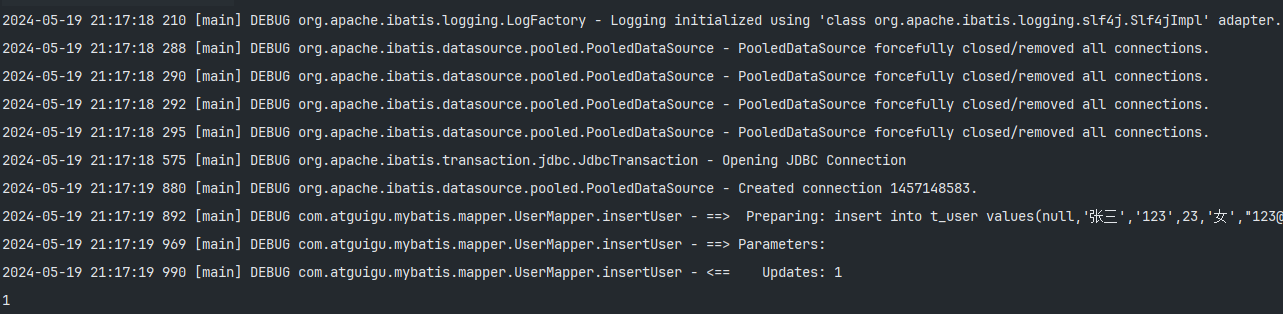 2024-05-19 21:17:18 210 [main] DEBUG org.apache.ibatis.logging.LogFactory - Logging initialized using 'class org.apache.ibatis.logging.slf4j.Slf4jImpl' adapter.
2024-05-19 21:17:18 288 [main] DEBUG org.apache.ibatis.datasource.pooled.PooledDataSource - PooledDataSource forcefully closed/removed all connections.
2024-05-19 21:17:18 290 [main] DEBUG org.apache.ibatis.datasource.pooled.PooledDataSource - PooledDataSource forcefully closed/removed all connections.
2024-05-19 21:17:18 292 [main] DEBUG org.apache.ibatis.datasource.pooled.PooledDataSource - PooledDataSource forcefully closed/removed all connections.
2024-05-19 21:17:18 295 [main] DEBUG org.apache.ibatis.datasource.pooled.PooledDataSource - PooledDataSource forcefully closed/removed all connections.
2024-05-19 21:17:18 575 [main] DEBUG org.apache.ibatis.transaction.jdbc.JdbcTransaction - Opening JDBC Connection
2024-05-19 21:17:19 880 [main] DEBUG org.apache.ibatis.datasource.pooled.PooledDataSource - Created connection 1457148583.
2024-05-19 21:17:19 892 [main] DEBUG com.atguigu.mybatis.mapper.UserMapper.insertUser - ==>  Preparing: insert into t_user values(null,'张三','123',23,'女',"123@
2024-05-19 21:17:19 969 [main] DEBUG com.atguigu.mybatis.mapper.UserMapper.insertUser - ==> Parameters:
2024-05-19 21:17:19 990 [main] DEBUG com.atguigu.mybatis.mapper.UserMapper.insertUser - <==    Updates: 1
1